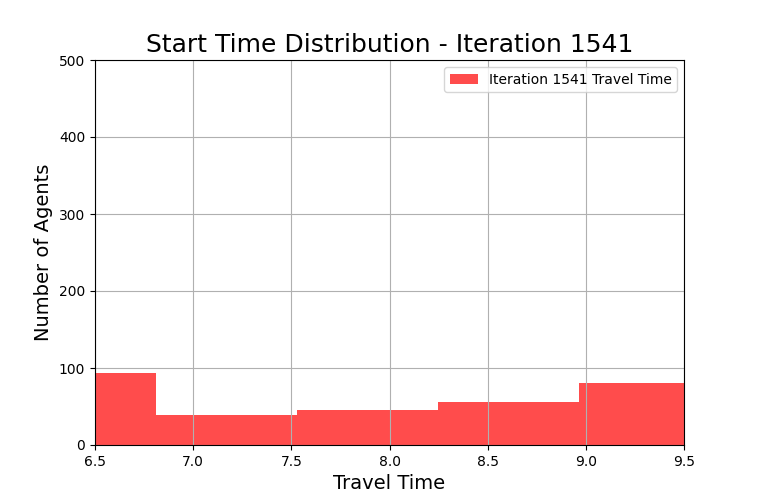 Start Time Distribution - Iteration 1541
500
400
300
200
100
0
Number of Agents
Iteration 1541 Travel Time
6.5 7.0 7.5 8.0 8.5 9.0 9.5
Travel Time